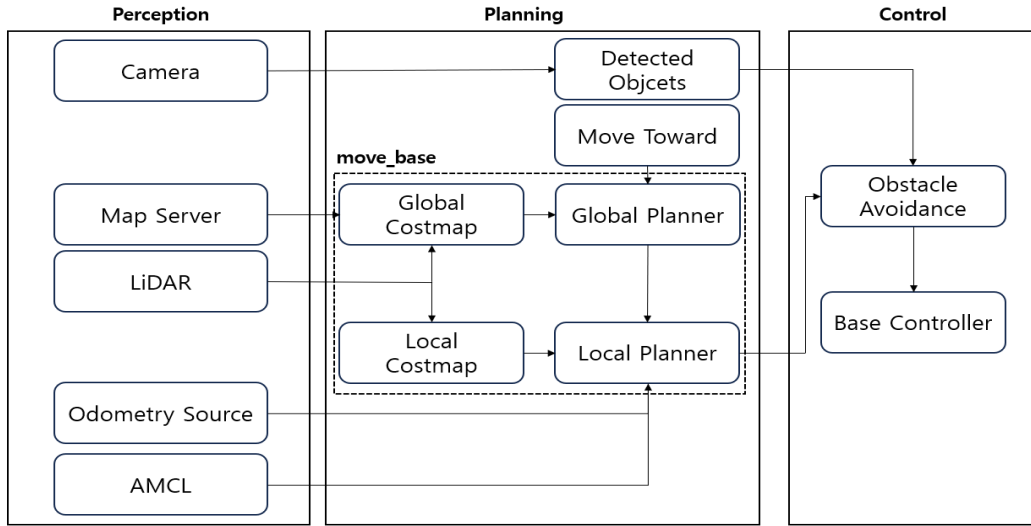 Perception
Planning
Control
Camera
Detected
Objcets
Move Toward
move_base
Map Server
Global
Costmap
Global Planner
Obstacle
Avoidance
LiDAR
Local
Costmap
Local Planner
Base Controller
Odometry Source
AMCL